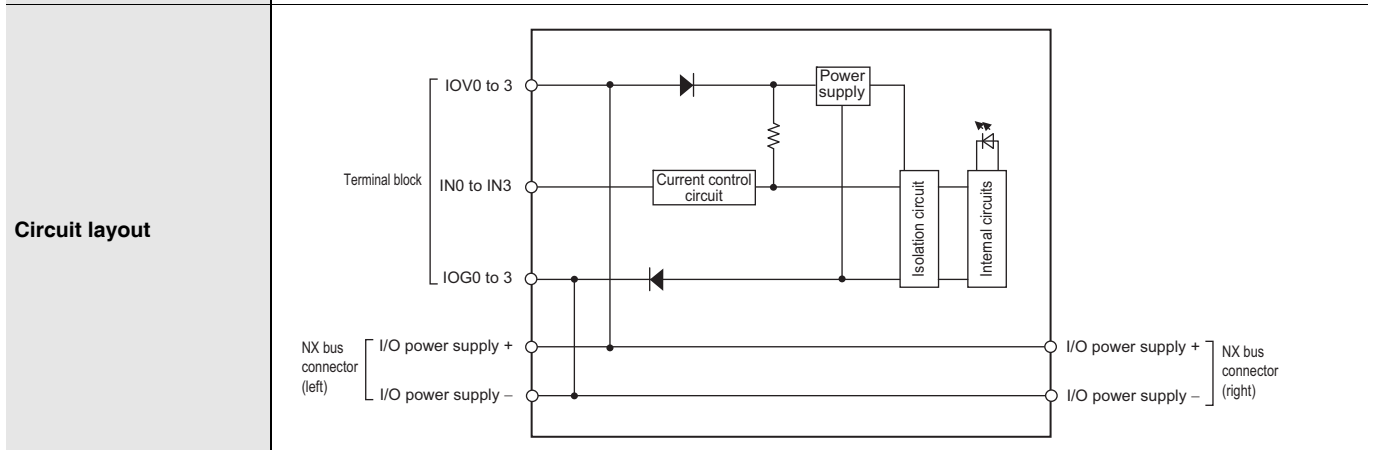 Circuit layout
Terminal block
IOV0 to 3
IN0 to IN3
IOG0 to 3
Power
supply
Current control
circuit
Isolation circuit
Internal circuits
NX bus
connector
(left)
I/O power supply +
I/O power supply –
I/O power supply +
I/O power supply –
NX bus
connector
(right)